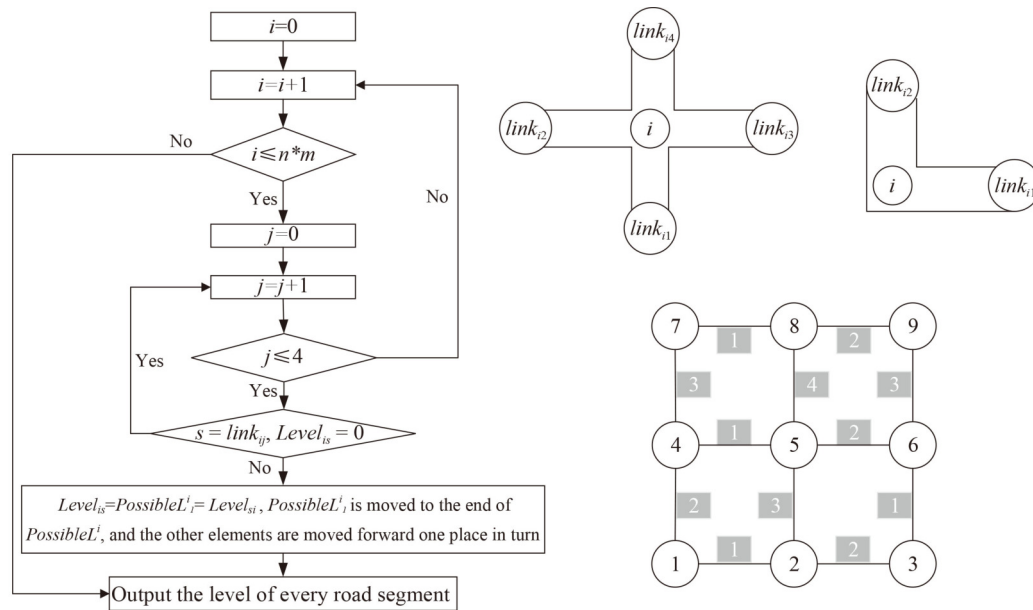 i=0
i=i+1
No
i≤n*m
Yes
No
j=0
j=j+1
Yes
j≤4
Yes
s = link_ij, Level_is = 0
No
Level_is=PossibleL^i_1= Level_si , PossibleL^i_1 is moved to the end of
PossibleL^i, and the other elements are moved forward one place in turn
Output the level of every road segment
link_i4
link_i2
i
link_i3
link_i1
link_i2
i
link_i1
7 8 9
1 2
3 4 3
4 5 6
1 2
2 3 1
1 2 3
1 2